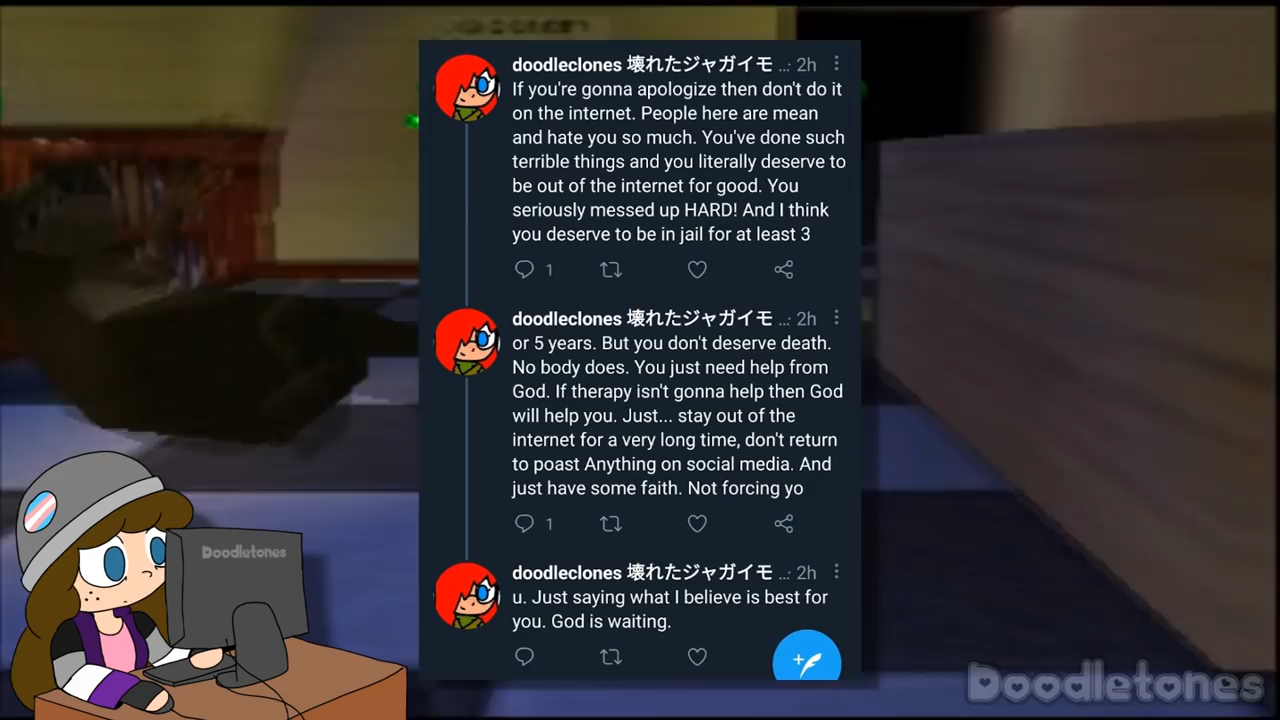 doodleclones 壊れたジャガイモ ..: 2h
If you're gonna apologize then don't do it
on the internet. People here are mean
and hate you so much. You've done such
terrible things and you literally deserve to
be out of the internet for good. You
seriously messed up HARD! And I think
you deserve to be in jail for at least 3
1
doodleclones 壊れたジャガイモ ..: 2h
or 5 years. But you don't deserve death.
No body does. You just need help from
God. If therapy isn't gonna help then God
will help you. Just... stay out of the
internet for a very long time, don't return
to poast Anything on social media. And
just have some faith. Not forcing yo
1
doodleclones 壊れたジャガイモ ..: 2h
u. Just saying what I believe is best for
you. God is waiting.
Doodletones
Doodletones